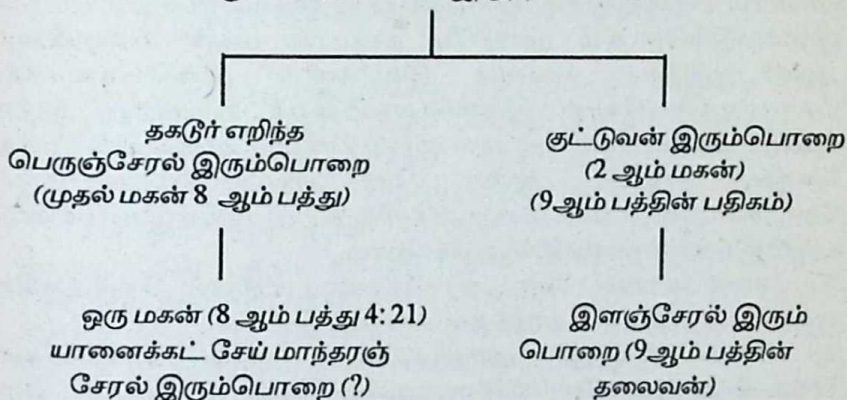 தகடூர் எறிந்த
பெருஞ்சேரல் இரும்பொறை
(முதல் மகன் 8 ஆம் பத்து)
குட்டுவன் இரும்பொறை
(2 ஆம் மகன்)
(9ஆம் பத்தின் பதிகம்)
ஒரு மகன் (8 ஆம் பத்து 4: 21)
யானைக்கட் சேய் மாந்தரஞ்
சேரல் இரும்பொறை (?)
இளஞ்சேரல் இரும்
பொறை (9ஆம் பத்தின்
தலைவன்)